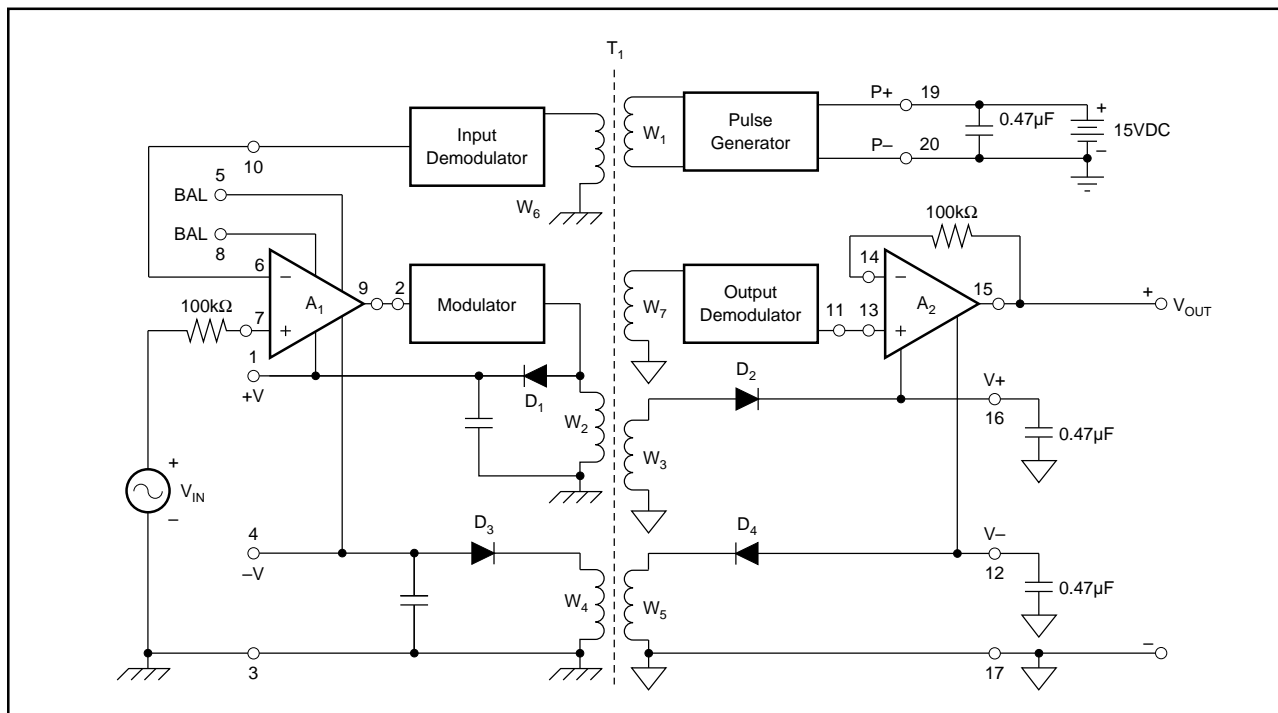 T1
P+ 19
0.47µF
+
15VDC
–
P– 20
Pulse
Generator
W1
Input
Demodulator
W6
10
5
BAL
BAL
8
6
–
A1
9 2
Modulator
100kΩ
7
+
1
+V
D1
W2
VIN
+
–
4
–V
D3
W4
3
100kΩ
14
–
A2
15
+
VOUT
Output
Demodulator
11 13
+
W7
D2
V+
16
0.47µF
W3
D4
V–
12
0.47µF
W5
17
–